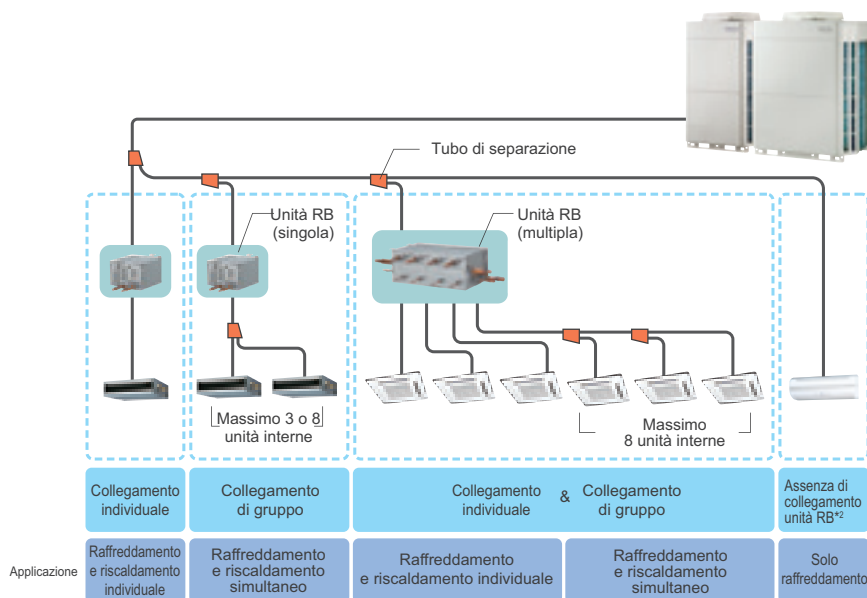 Tubo di separazione
Unità RB
(singola)
Unità RB
(multipla)
Massimo 3 o 8
unità interne
Massimo
8 unità interne
Collegamento
individuale
Collegamento
di gruppo
Collegamento
individuale
&
Collegamento
di gruppo
Assenza di
collegamento
unità RB*2
Applicazione
Raffreddamento
e riscaldamento
individuale
Raffreddamento
e riscaldamento
simultaneo
Raffreddamento
e riscaldamento individuale
Raffreddamento
e riscaldamento
simultaneo
Solo
raffreddamento